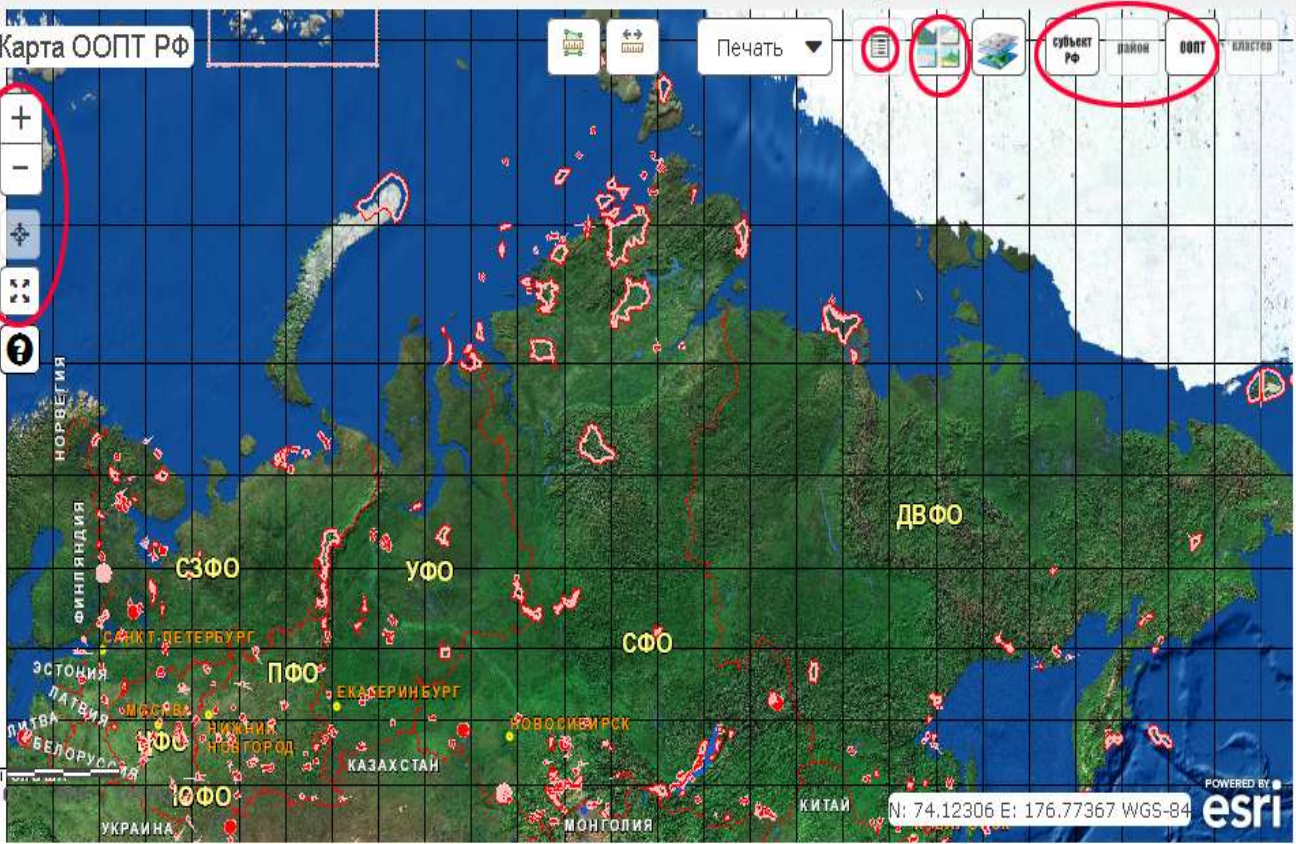 Карта ООПТ РФ
Печать
субъект
РФ
район
ООПТ
кластер
+
−
?
НОРВЕГИЯ
ФИНЛЯНДИЯ
СЗФО
УФО
ДВФО
САНКТ-ПЕТЕРБУРГ
СФО
ЭСТОНИЯ
ПФО
ЛАТВИЯ
ЕКАТЕРИНБУРГ
МОСКВА
ЛИТВА
НИЖНИЙ
НОВГОРОД
НОВОСИБИРСК
БЕЛОРУССИЯ
ЦФО
КАЗАХСТАН
ЮФО
УКРАИНА
МОНГОЛИЯ
КИТАЙ
N: 74.12306 E: 176.77367 WGS-84
POWERED BY
esri